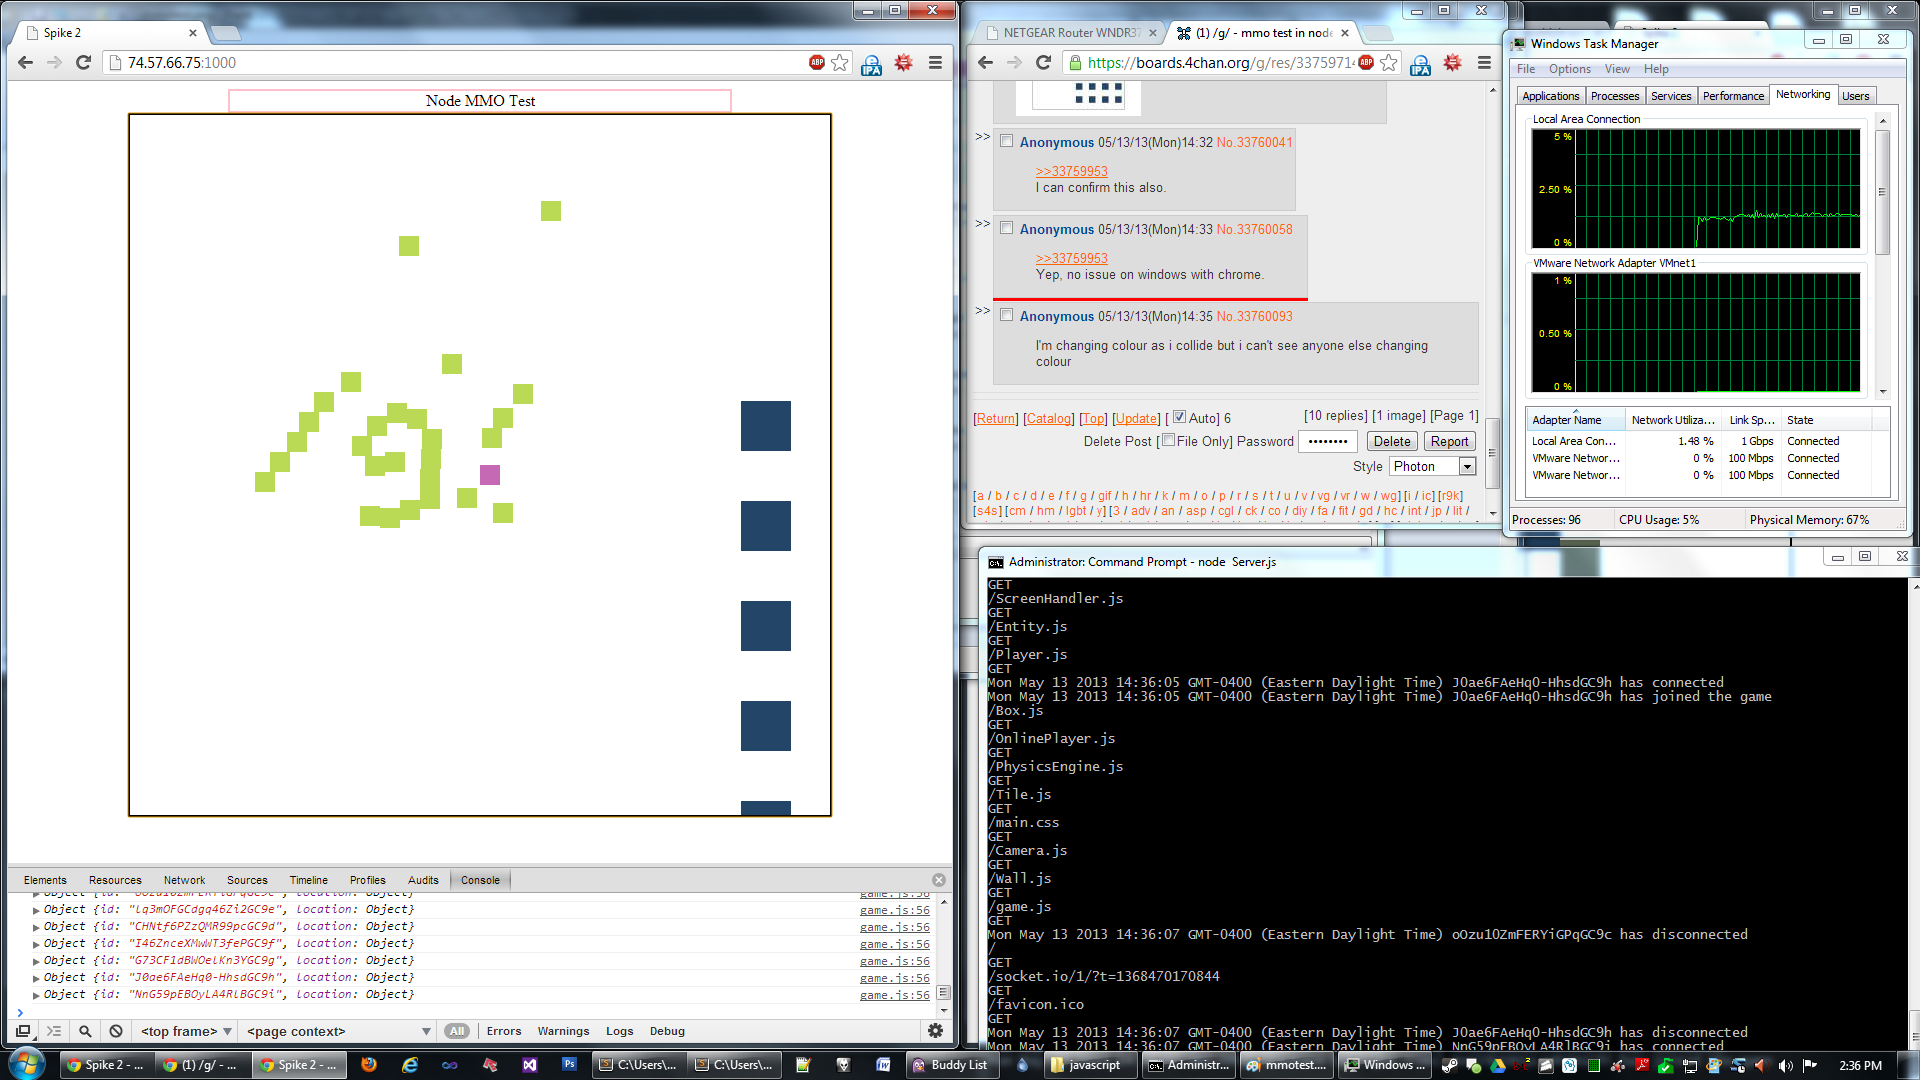 Spike 2
74.57.66.75:1000
ABP
IPA
Node MMO Test
Elements Resources Network Sources Timeline Profiles Audits Console
game.js:56
Object {id: "lq3mOFGCdgq46Zi2GC9e", location: Object} game.js:56
Object {id: "CHNtf6PZzQMR99pcGC9d", location: Object} game.js:56
Object {id: "I46ZnceXMwWT3fePGC9f", location: Object} game.js:56
Object {id: "G73CF1dBWOelKn3YGC9g", location: Object} game.js:56
Object {id: "J0ae6FAeHq0-HhsdGC9h", location: Object} game.js:56
Object {id: "NnG59pEBOyLA4RlBGC9i", location: Object} game.js:56
<top frame> <page context> All Errors Warnings Logs Debug
NETGEAR Router WNDR37
(1) /g/ - mmo test in node
https://boards.4chan.org/g/res/33759714
ABP
IPA
>> Anonymous 05/13/13(Mon)14:32 No.33760041
>>33759953
I can confirm this also.
>> Anonymous 05/13/13(Mon)14:33 No.33760058
>>33759953
Yep, no issue on windows with chrome.
>> Anonymous 05/13/13(Mon)14:35 No.33760093
I'm changing colour as i collide but i can't see anyone else changing
colour
[Return] [Catalog] [Top] [Update] [ Auto] 6 [10 replies] [1 image] [Page 1]
Delete Post [ File Only] Password •••••••• Delete Report
Style Photon
[a / b / c / d / e / f / g / gif / h / hr / k / m / o / p / r / s / t / u / v / vg / vr / w / wg] [i / ic] [r9k]
[s4s] [cm / hm / lgbt / y] [3 / adv / an / asp / cgl / ck / co / diy / fa / fit / gd / hc / int / jp / lit /
Windows Task Manager
File Options View Help
Applications Processes Services Performance Networking Users
Local Area Connection
5 %
2.50 %
0 %
VMware Network Adapter VMnet1
1 %
0.50 %
0 %
Adapter Name Network Utiliza... Link Sp... State
Local Area Con... 1.48 % 1 Gbps Connected
VMware Networ... 0 % 100 Mbps Connected
VMware Networ... 0 % 100 Mbps Connected
Processes: 96 CPU Usage: 5% Physical Memory: 67%
Administrator: Command Prompt - node Server.js
GET
/ScreenHandler.js
GET
/Entity.js
GET
/Player.js
GET
Mon May 13 2013 14:36:05 GMT-0400 (Eastern Daylight Time) J0ae6FAeHq0-HhsdGC9h has connected
Mon May 13 2013 14:36:05 GMT-0400 (Eastern Daylight Time) J0ae6FAeHq0-HhsdGC9h has joined the game
/Box.js
GET
/OnlinePlayer.js
GET
/PhysicsEngine.js
GET
/Tile.js
GET
/main.css
GET
/Camera.js
GET
/Wall.js
GET
/game.js
GET
Mon May 13 2013 14:36:07 GMT-0400 (Eastern Daylight Time) oOzu1OZmFERYiGPqGC9c has disconnected
/
GET
/socket.io/1/?t=1368470170844
GET
/favicon.ico
GET
Mon May 13 2013 14:36:07 GMT-0400 (Eastern Daylight Time) J0ae6FAeHq0-HhsdGC9h has disconnected
Mon May 13 2013 14:36:07 GMT-0400 (Eastern Daylight Time) NnG59pEBOyLA4RlBGC9i has connected
Spike 2 - ... (1) /g/ - ... Spike 2 - ... Ps C:\Users\... C:\Users\... Buddy List javascript Administr... mmotest.... Windows ... 2:36 PM